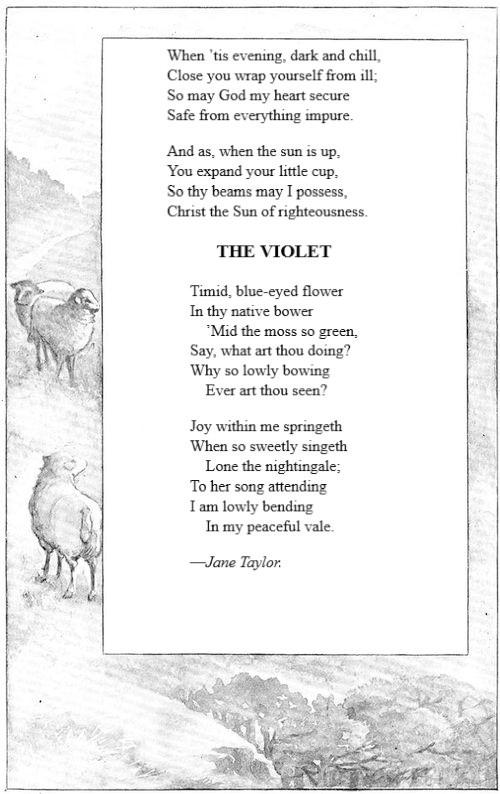 When ’tis evening, dark and chill,
Close you wrap yourself from ill;
So may God my heart secure
Safe from everything impure.
And as, when the sun is up,
You expand your little cup,
So thy beams may I possess,
Christ the Sun of righteousness.
THE VIOLET
Timid, blue-eyed flower
In thy native bower
’Mid the moss so green,
Say, what art thou doing?
Why so lowly bowing
Ever art thou seen?
Joy within me springeth
When so sweetly singeth
Lone the nightingale;
To her song attending
I am lowly bending
In my peaceful vale.
—Jane Taylor.